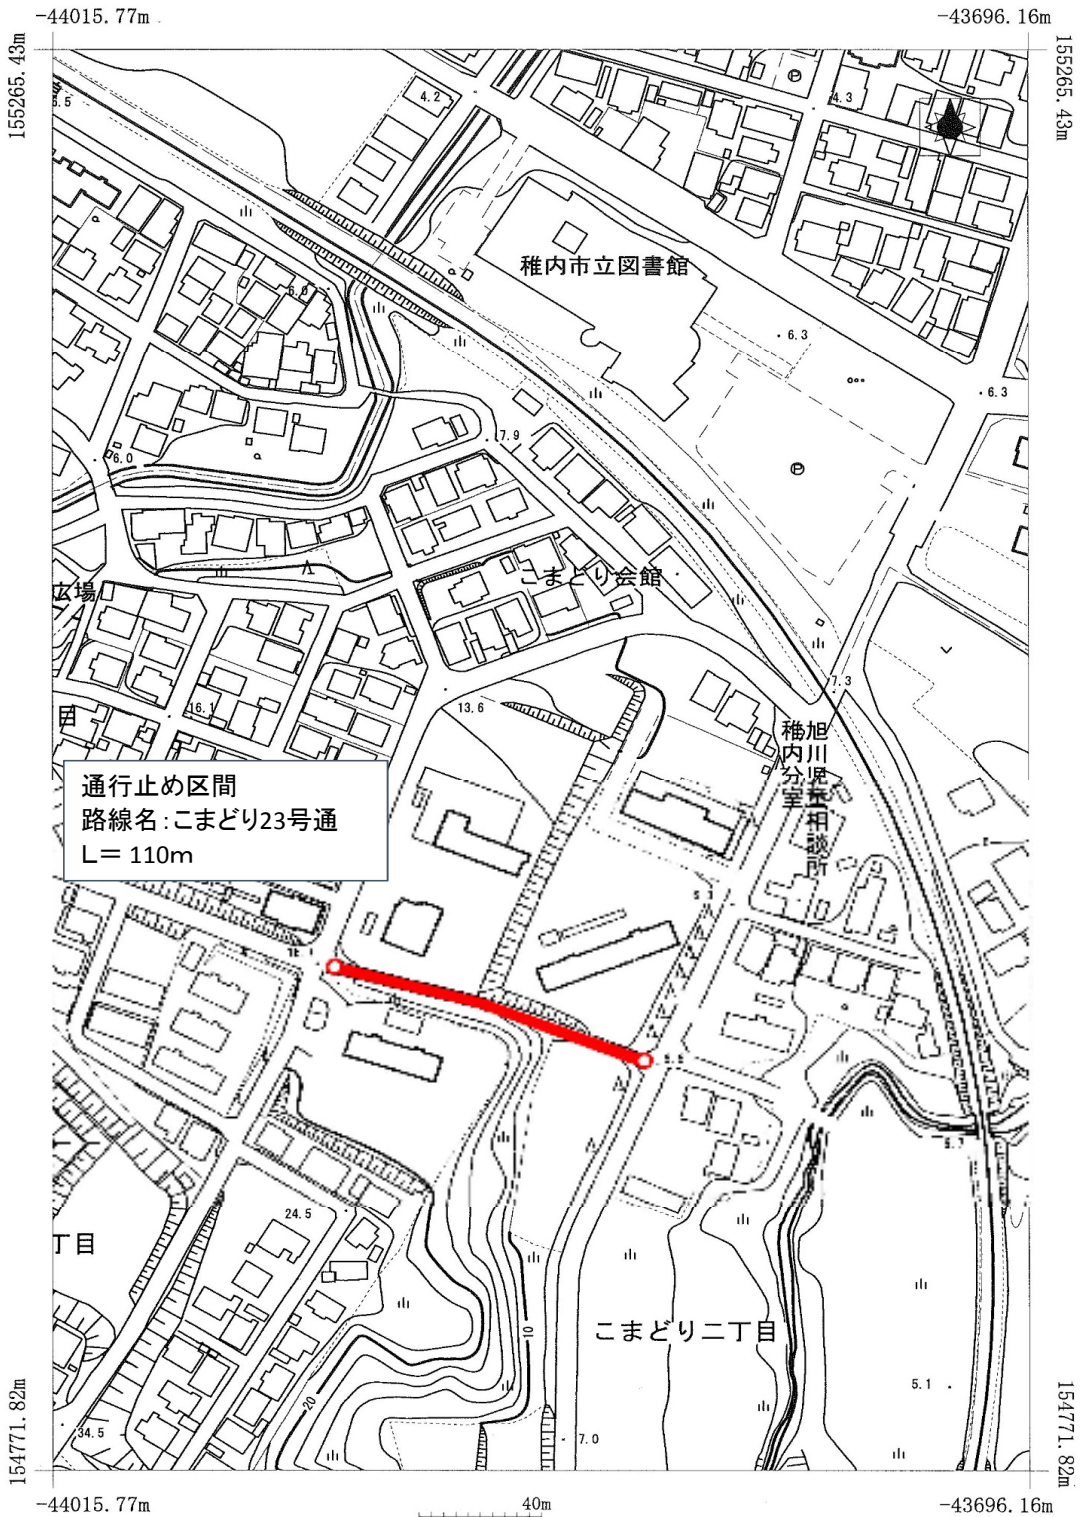 -44015.77m
-43696.16m
155265.43m
155265.43m
4.2
4.3
P
稚内市立図書館
6.3
6.3
6.0
7.9
P
6.0
こまどり会館
広場
7.3
16.1
13.6
目
旭川児童相談所
稚内分室
通行止め区間
路線名:こまどり23号通
L= 110m
24.5
丁目
10
こまどり二丁目
5.1
20
34.5
7.0
154771.82m
154771.82m
-44015.77m
40m
-43696.16m